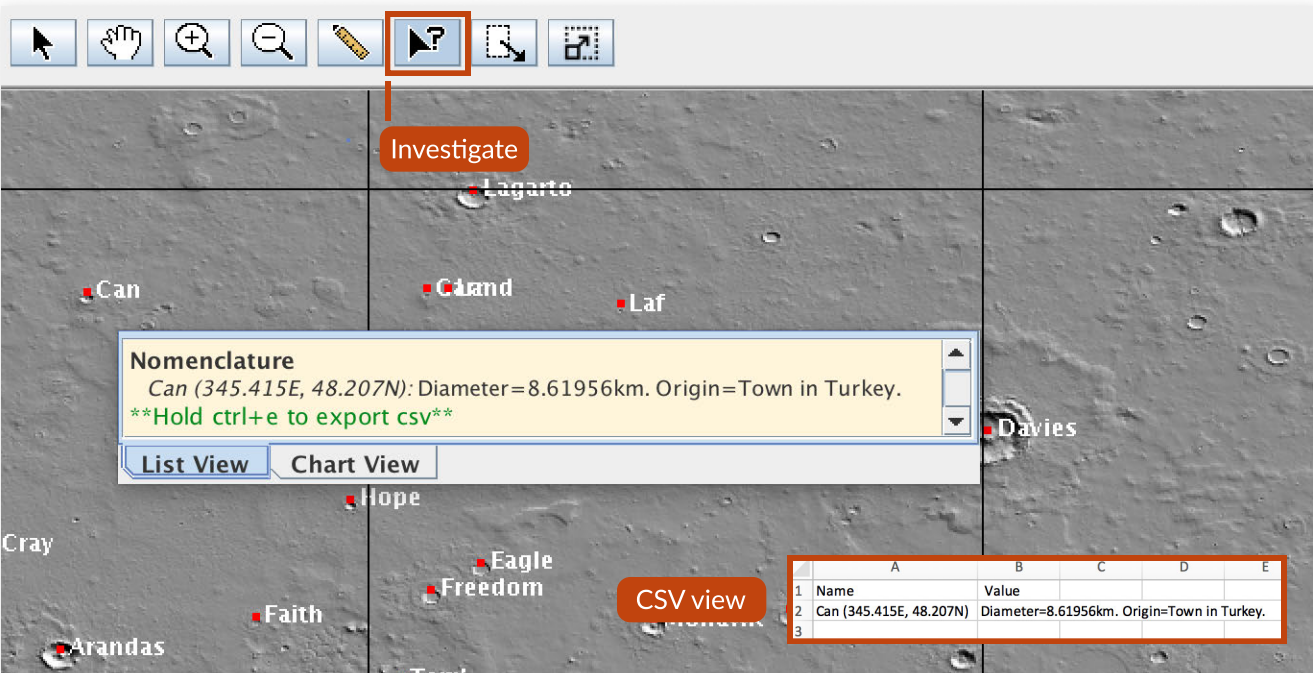 Investigate
Lagarto
Can
Land
Laf
Nomenclature
Can (345.415E, 48.207N): Diameter=8.61956km. Origin=Town in Turkey.
**Hold ctrl+e to export csv**
Davies
List View
Chart View
Hope
Cray
Eagle
Freedom
Faith
Arandas
CSV view
A B C D E
1 Name Value
2 Can (345.415E, 48.207N) Diameter=8.61956km. Origin=Town in Turkey.
3